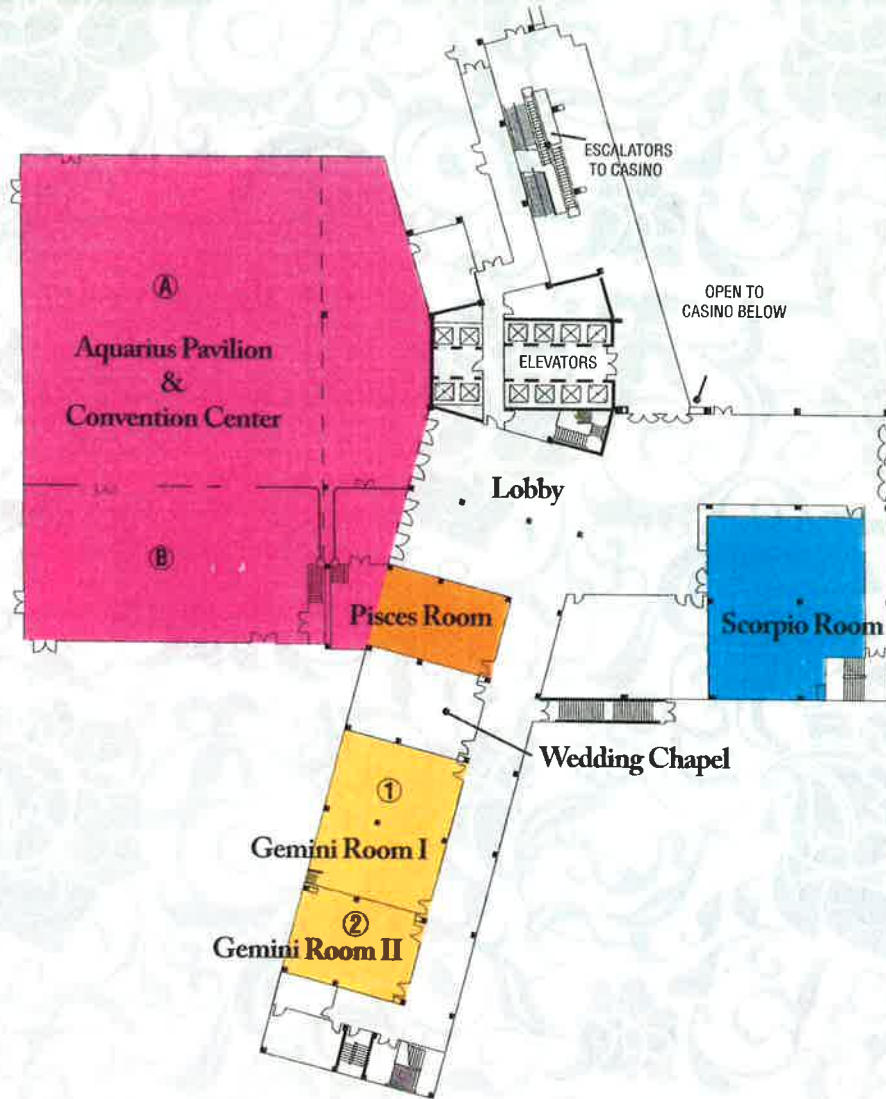 ESCALATORS
TO CASINO
OPEN TO
CASINO BELOW
Ⓐ
Aquarius Pavilion
&
Convention Center
ELEVATORS
Lobby
Ⓑ
Pisces Room
Scorpio Room
Wedding Chapel
①
Gemini Room I
②
Gemini Room II